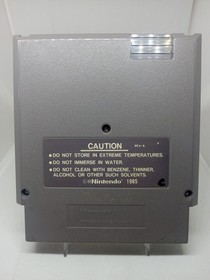 CAUTION
REV-A
•DO NOT STORE IN EXTREME TEMPERATURES.
•DO NOT IMMERSE IN WATER.
•DO NOT CLEAN WITH BENZENE, THINNER,
ALCOHOL OR OTHER SUCH SOLVENTS.
©Nintendo 1985